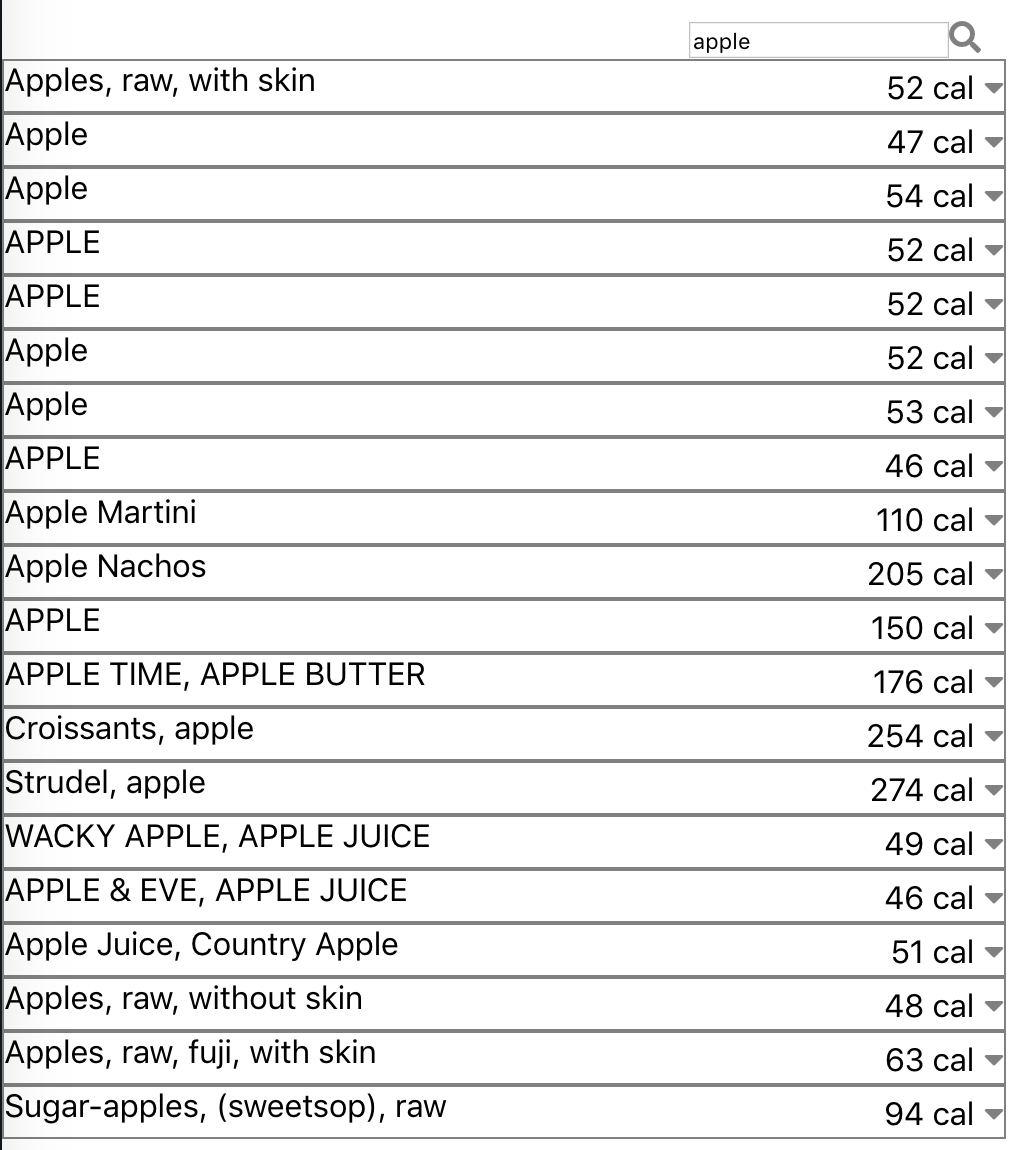 apple
Apples, raw, with skin 52 cal
Apple 47 cal
Apple 54 cal
APPLE 52 cal
APPLE 52 cal
Apple 52 cal
Apple 53 cal
APPLE 46 cal
Apple Martini 110 cal
Apple Nachos 205 cal
APPLE 150 cal
APPLE TIME, APPLE BUTTER 176 cal
Croissants, apple 254 cal
Strudel, apple 274 cal
WACKY APPLE, APPLE JUICE 49 cal
APPLE & EVE, APPLE JUICE 46 cal
Apple Juice, Country Apple 51 cal
Apples, raw, without skin 48 cal
Apples, raw, fuji, with skin 63 cal
Sugar-apples, (sweetsop), raw 94 cal